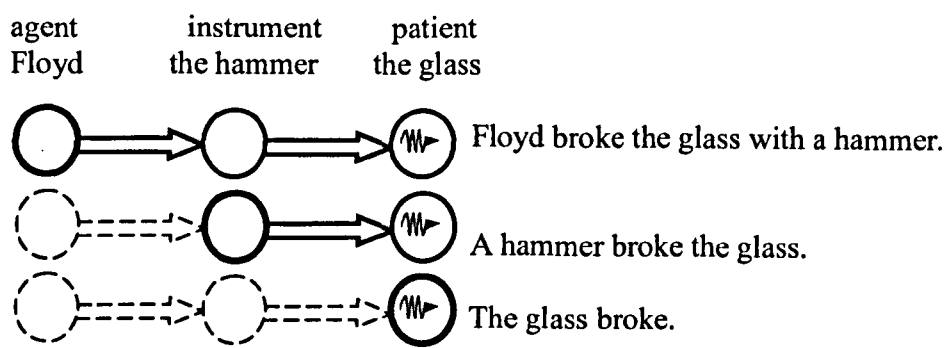 agent instrument patient
Floyd the hammer the glass
Floyd broke the glass with a hammer.
A hammer broke the glass.
The glass broke.